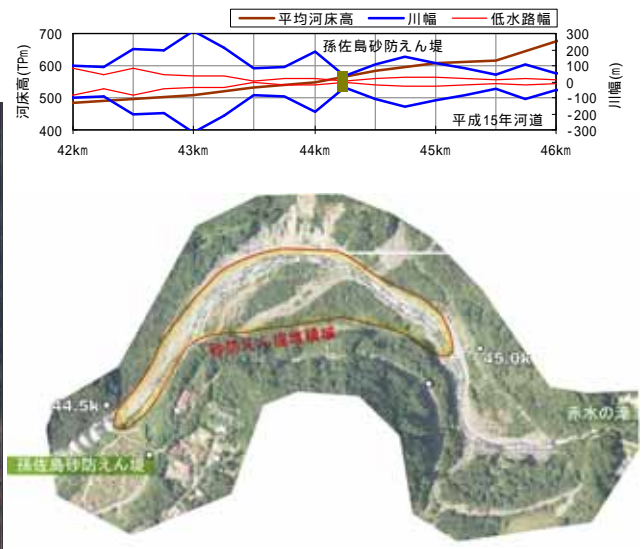 平均河床高 川幅 低水路幅
700
600
500
400
300
200
100
0
-100
-200
-300
河床高(TPm)
川幅(m)
孫佐島砂防えん堤
平成15年河道
42km 43km 44km 45km 46km
砂防えん堤堆積域
45.0k
44.5k
赤水の滝
孫佐島砂防えん堤